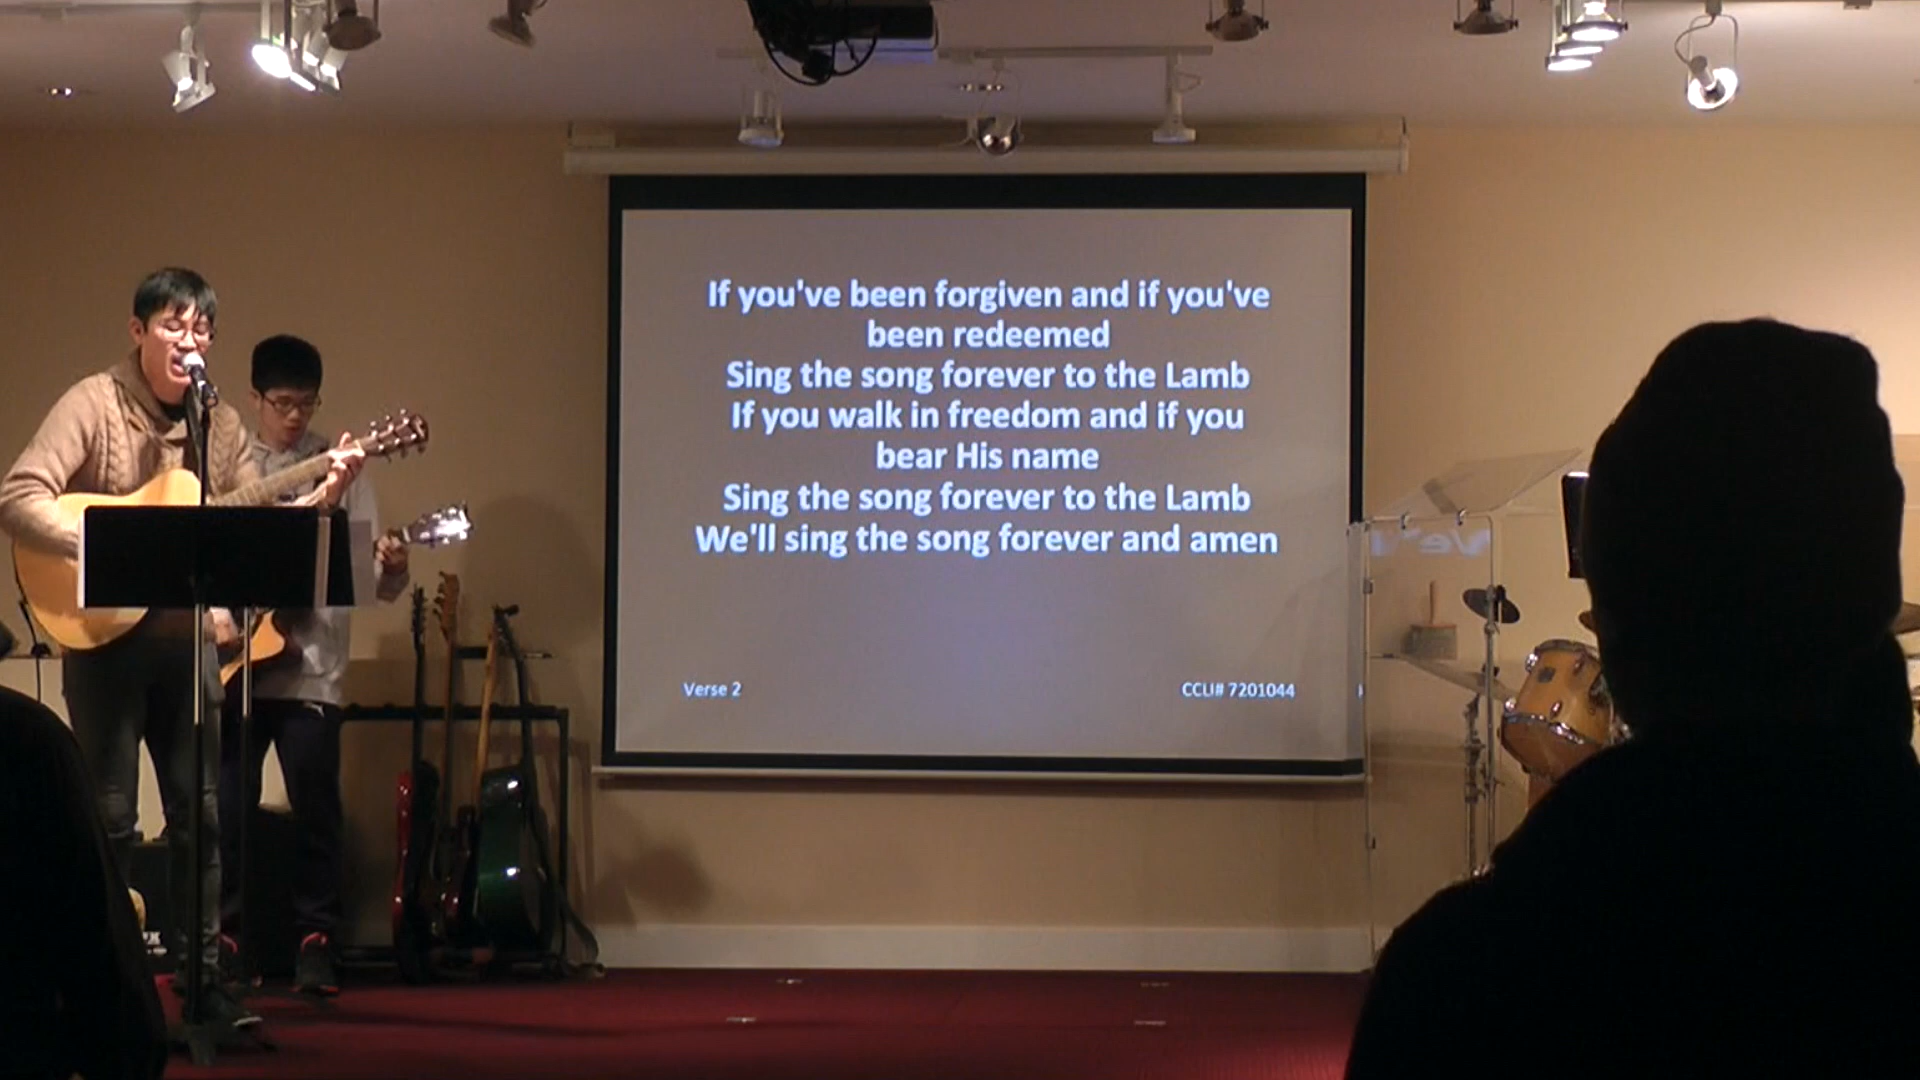 If you've been forgiven and if you've
been redeemed
Sing the song forever to the Lamb
If you walk in freedom and if you
bear His name
Sing the song forever to the Lamb
We'll sing the song forever and amen
Verse 2
CCLI# 7201044